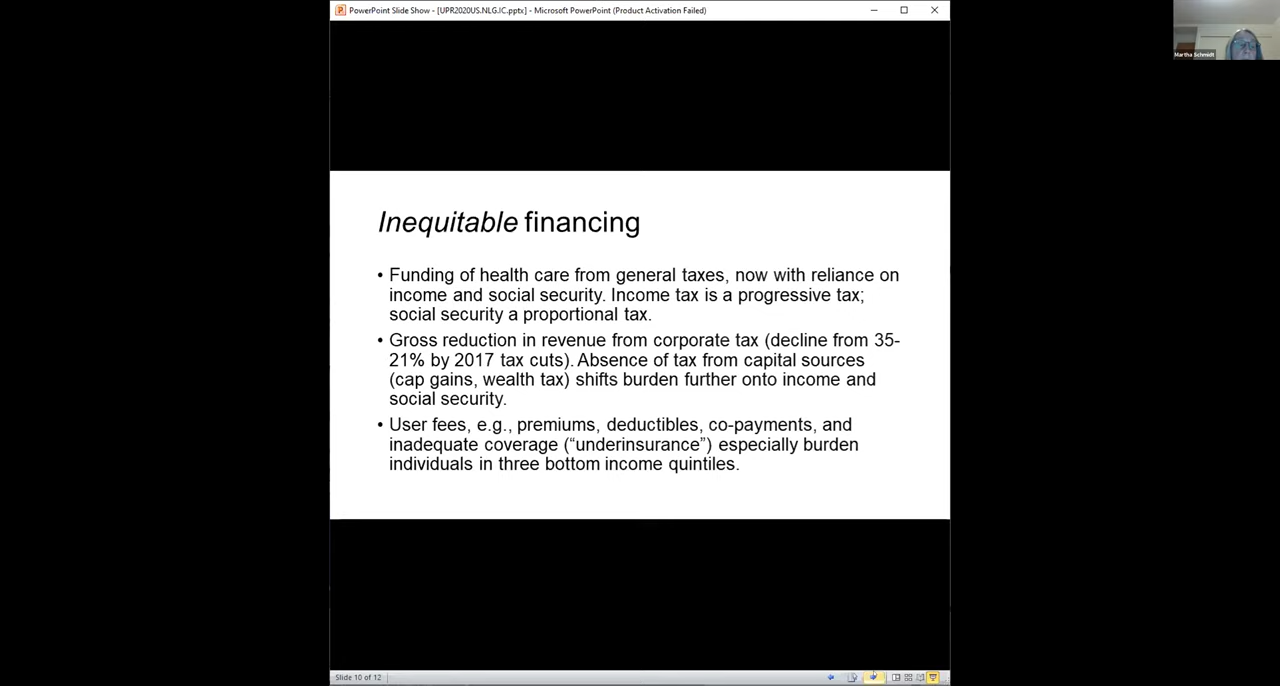 PowerPoint Slide Show - [UPR2020US.NLG.IC.pptx] - Microsoft PowerPoint (Product Activation Failed)
Martha Schmidt
Inequitable financing
• Funding of health care from general taxes, now with reliance on
income and social security. Income tax is a progressive tax;
social security a proportional tax.
• Gross reduction in revenue from corporate tax (decline from 35-
21% by 2017 tax cuts). Absence of tax from capital sources
(cap gains, wealth tax) shifts burden further onto income and
social security.
• User fees, e.g., premiums, deductibles, co-payments, and
inadequate coverage (“underinsurance”) especially burden
individuals in three bottom income quintiles.
Slide 10 of 12